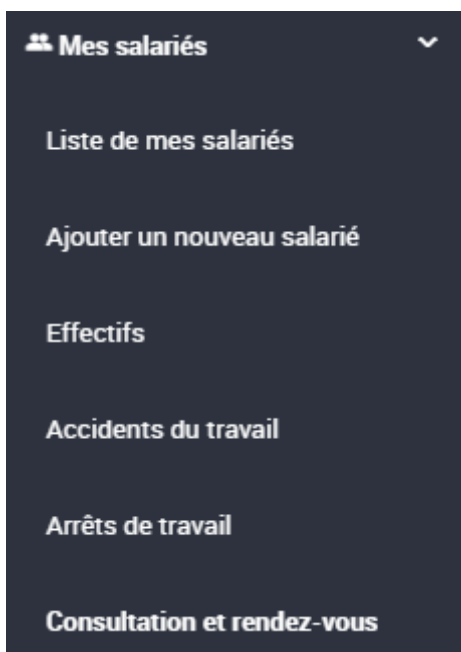 Mes salariés
Liste de mes salariés
Ajouter un nouveau salarié
Effectifs
Accidents du travail
Arrêts de travail
Consultation et rendez-vous